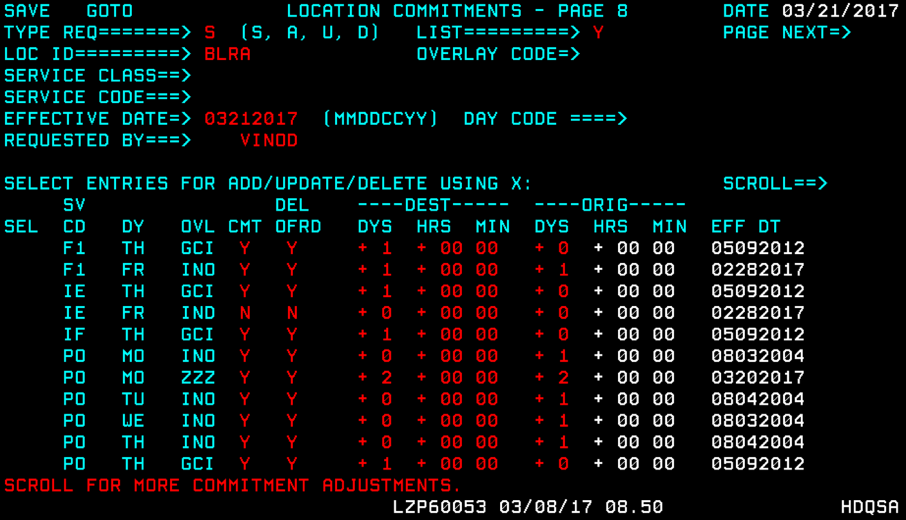 SAVE GOTO LOCATION COMMITMENTS - PAGE 8 DATE 03/21/2017
TYPE REQ=======> S (S, A, U, D) LIST=========> Y PAGE NEXT=>
LOC ID=========> BLRA OVERLAY CODE=>
SERVICE CLASS==>
SERVICE CODE===>
EFFECTIVE DATE=> 03212017 (MMDDCCYY) DAY CODE ====>
REQUESTED BY===> VINOD
SELECT ENTRIES FOR ADD/UPDATE/DELETE USING X: SCROLL==>
SV DEL ----DEST----- ----ORIG-----
SEL CD DY OVL CMT OFRD DYS HRS MIN DYS HRS MIN EFF DT
F1 TH GCI Y Y + 1 + 00 00 + 0 + 00 00 05092012
F1 FR INO Y Y + 1 + 00 00 + 1 + 00 00 02282017
IE TH GCI Y Y + 1 + 00 00 + 0 + 00 00 05092012
IE FR IND N N + 0 + 00 00 + 0 + 00 00 02282017
IF TH GCI Y Y + 1 + 00 00 + 0 + 00 00 05092012
PO MO INO Y Y + 0 + 00 00 + 1 + 00 00 08032004
PO MO ZZZ Y Y + 2 + 00 00 + 2 + 00 00 03202017
PO TU INO Y Y + 0 + 00 00 + 1 + 00 00 08042004
PO WE INO Y Y + 0 + 00 00 + 1 + 00 00 08032004
PO TH INO Y Y + 0 + 00 00 + 1 + 00 00 08042004
PO TH GCI Y Y + 1 + 00 00 + 0 + 00 00 05092012
SCROLL FOR MORE COMMITMENT ADJUSTMENTS.
LZP60053 03/08/17 08.50 HDQSA